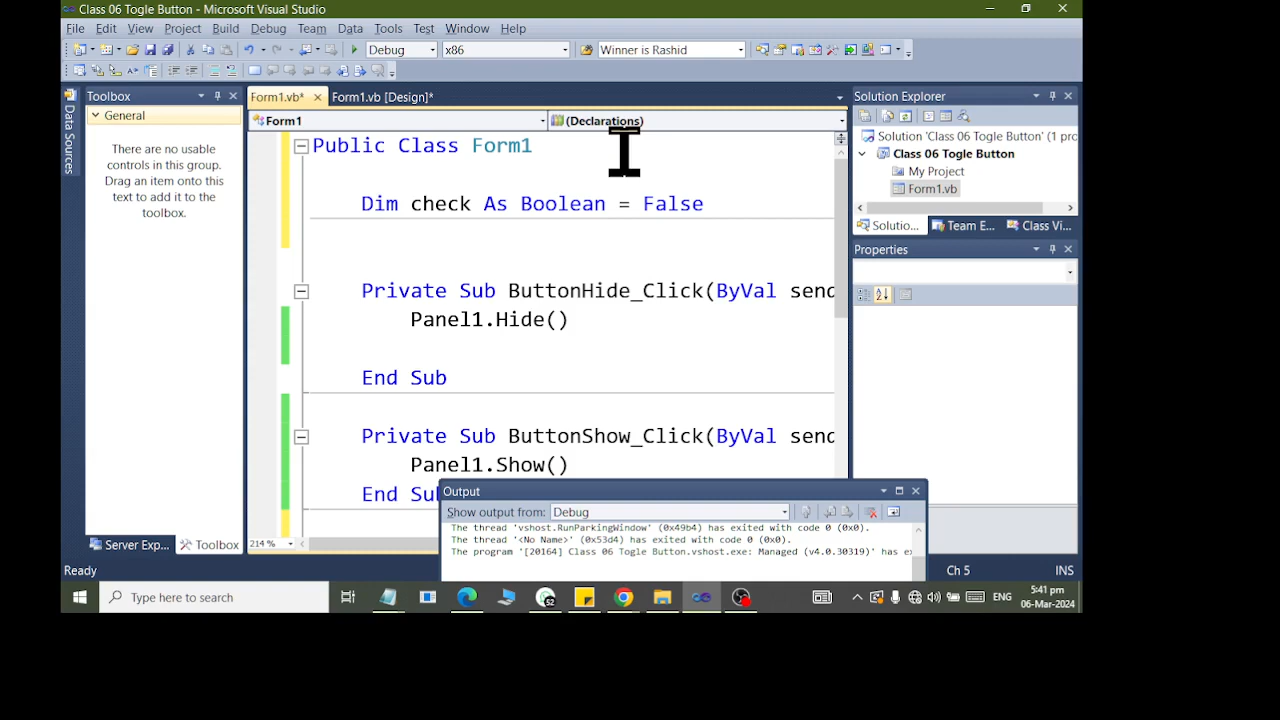 Class 06 Togle Button - Microsoft Visual Studio
File Edit View Project Build Debug Team Data Tools Test Window Help
Debug x86 Winner is Rashid
Data Sources
Toolbox
General
There are no usable
controls in this group.
Drag an item onto this
text to add it to the
toolbox.
Server Exp... Toolbox
Form1.vb* Form1.vb [Design]*
Form1 (Declarations)
Public Class Form1
Dim check As Boolean = False
Private Sub ButtonHide_Click(ByVal send
Panel1.Hide()
End Sub
Private Sub ButtonShow_Click(ByVal send
Panel1.Show()
End Sub
214 %
Solution Explorer
Solution 'Class 06 Togle Button' (1 pro
Class 06 Togle Button
My Project
Form1.vb
Solutio... Team E... Class Vi...
Properties
Output
Show output from: Debug
The thread 'vshost.RunParkingWindow' (0x49b4) has exited with code 0 (0x0).
The thread '<No Name>' (0x53d4) has exited with code 0 (0x0).
The program '[20164] Class 06 Togle Button.vshost.exe: Managed (v4.0.30319)' has ex
Ready Ch 5 INS
Type here to search
52
ENG
5:41 pm
06-Mar-2024